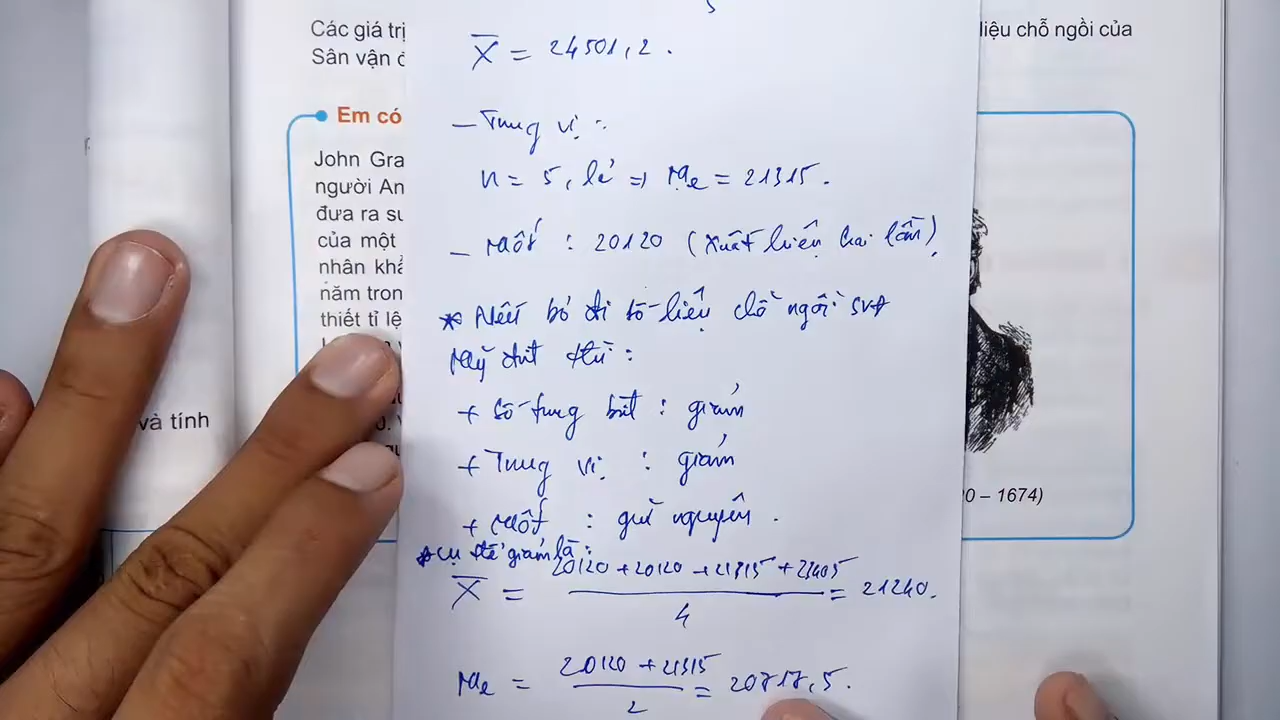 Các giá trị
liệu chỗ ngồi của
Sân vận đ
5
X̄ = 24501,2.
Em có
– Trung vị :
John Gra
người An
n = 5, lẻ ⇒ Me = 21315.
đưa ra su
của một
– Mốt : 20120 (Xuất hiện hai lần)
nhân khẩ
năm tron
thiết tỉ lệ
* Nếu bỏ đi số liệu chỗ ngồi SVĐ
Mỹ Đình thì :
+ Số trung bình : giảm
và tính
+ Trung vị : giảm
0 – 1674)
+ Mốt : giữ nguyên.
* cụ thể giảm là :
X̄ = 20120 + 20120 + 21315 + 23405 / 4 = 21240.
Me = 20120 + 21315 / 2 = 20717,5.